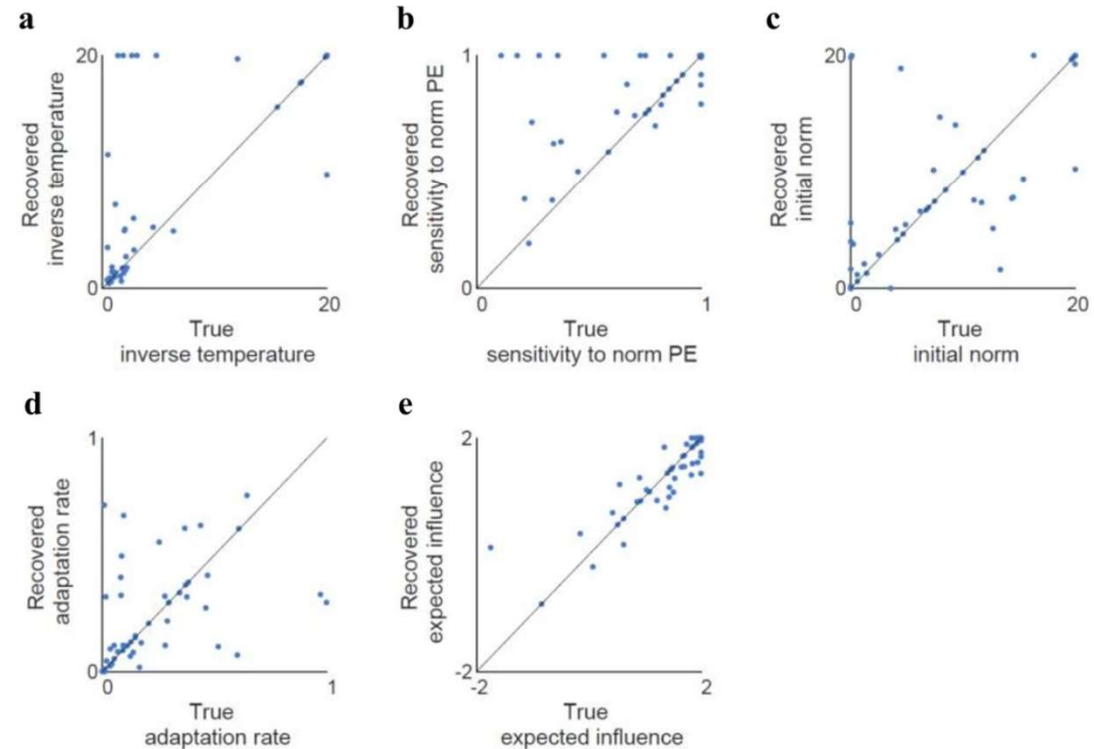 a
20
0
0
20
Recovered
inverse temperature
True
inverse temperature
b
1
0
0
1
Recovered
sensitivity to norm PE
True
sensitivity to norm PE
c
20
0
0
20
Recovered
initial norm
True
initial norm
d
1
0
0
1
Recovered
adaptation rate
True
adaptation rate
e
2
-2
-2
2
Recovered
expected influence
True
expected influence